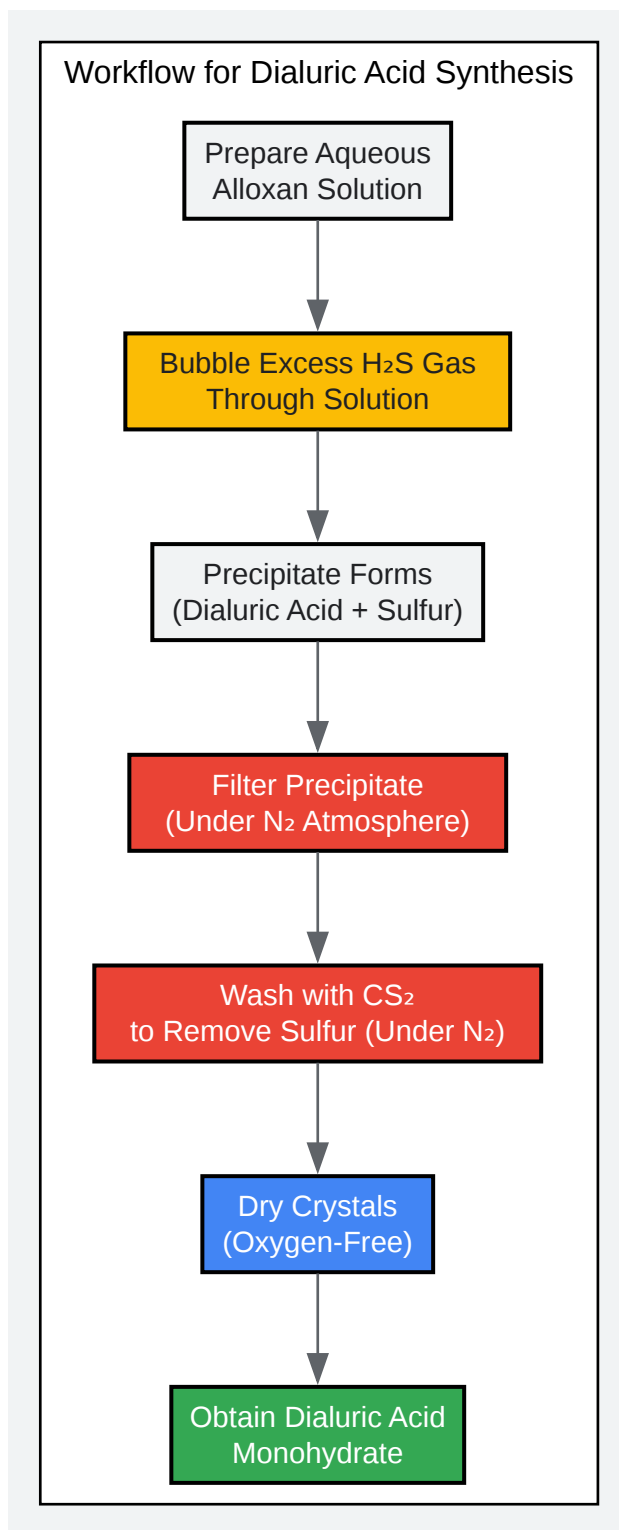 Workflow for Dialuric Acid Synthesis
Prepare Aqueous
Alloxan Solution
Bubble Excess H₂S Gas
Through Solution
Precipitate Forms
(Dialuric Acid + Sulfur)
Filter Precipitate
(Under N₂ Atmosphere)
Wash with CS₂
to Remove Sulfur (Under N₂)
Dry Crystals
(Oxygen-Free)
Obtain Dialuric Acid
Monohydrate